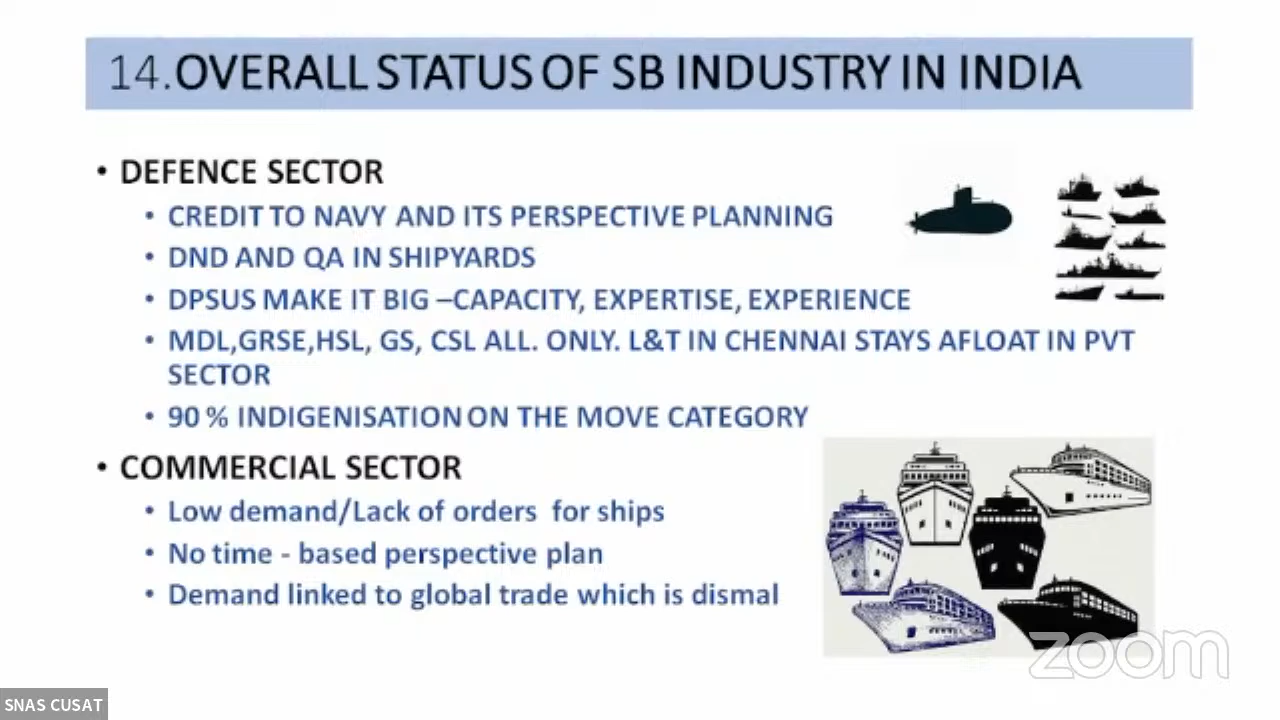 14.OVERALL STATUS OF SB INDUSTRY IN INDIA
• DEFENCE SECTOR
• CREDIT TO NAVY AND ITS PERSPECTIVE PLANNING
• DND AND QA IN SHIPYARDS
• DPSUS MAKE IT BIG –CAPACITY, EXPERTISE, EXPERIENCE
• MDL,GRSE,HSL, GS, CSL ALL. ONLY. L&T IN CHENNAI STAYS AFLOAT IN PVT
SECTOR
• 90 % INDIGENISATION ON THE MOVE CATEGORY
• COMMERCIAL SECTOR
• Low demand/Lack of orders for ships
• No time - based perspective plan
• Demand linked to global trade which is dismal
zoom
SNAS CUSAT